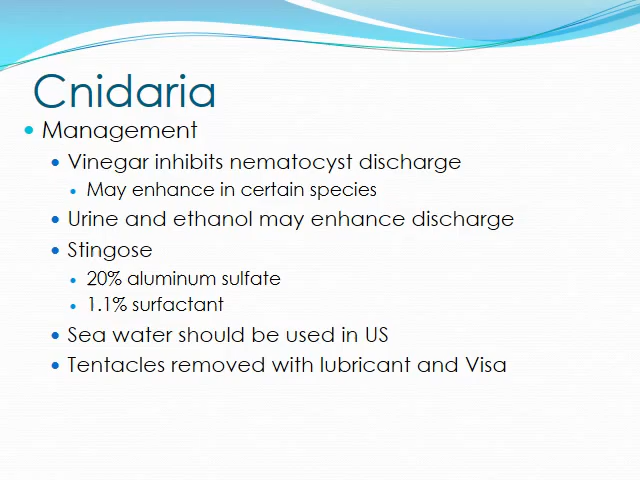 Cnidaria
Management
Vinegar inhibits nematocyst discharge
May enhance in certain species
Urine and ethanol may enhance discharge
Stingose
20% aluminum sulfate
1.1% surfactant
Sea water should be used in US
Tentacles removed with lubricant and Visa